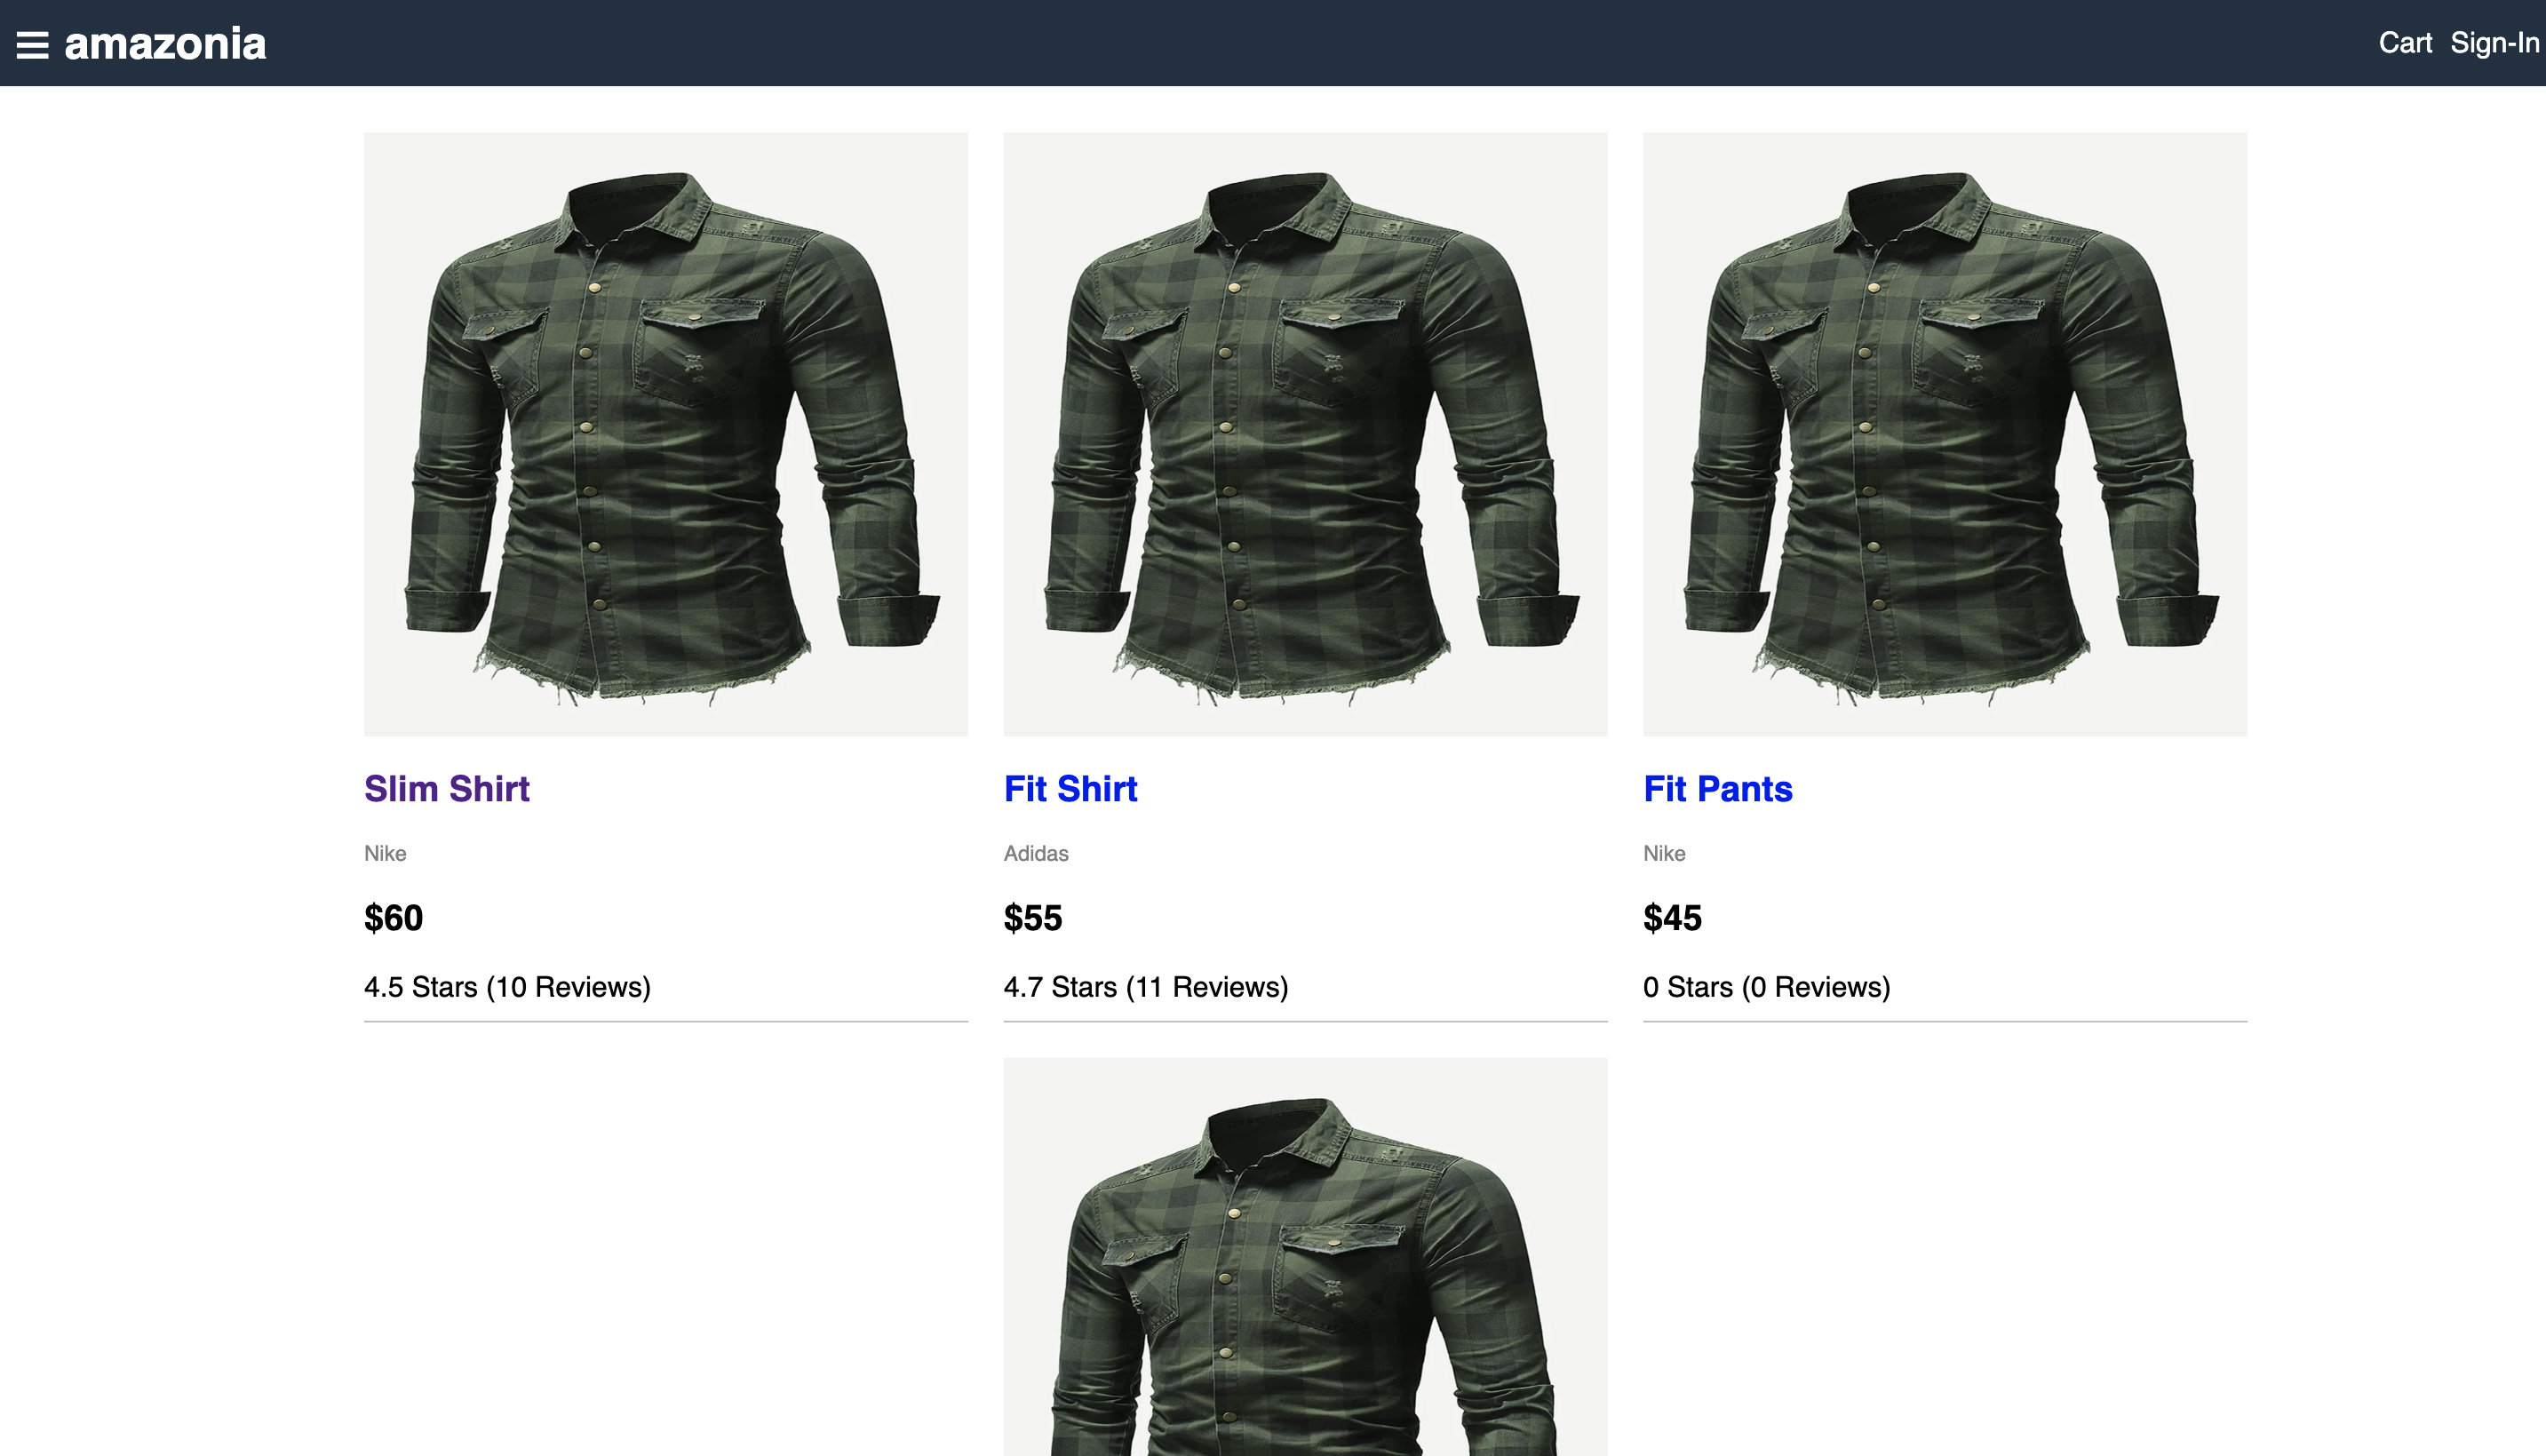 amazonia
Cart Sign-In
Slim Shirt
Nike
$60
4.5 Stars (10 Reviews)
Fit Shirt
Adidas
$55
4.7 Stars (11 Reviews)
Fit Pants
Nike
$45
0 Stars (0 Reviews)